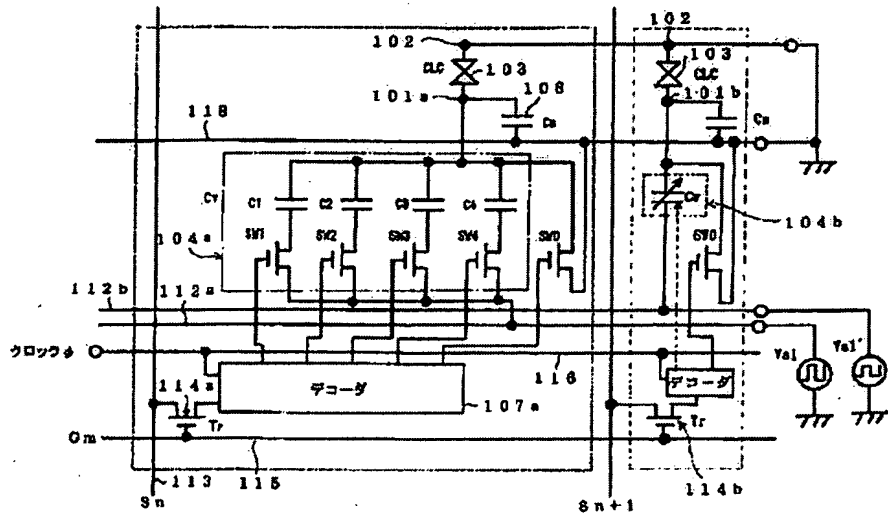 102
102
CLC
103
103
CLC
101a
108
101b
118
Cs
Cs
Cv
C1
C2
C3
C4
Cv
104b
104a
SW1
SW2
SW3
SW4
SW0
SW0
112b
112a
クロックφ
116
Val
Val'
114a
デコーダ
デコーダ
107a
Tr
Tr
Gm
113
115
114b
Sn
Sn+1